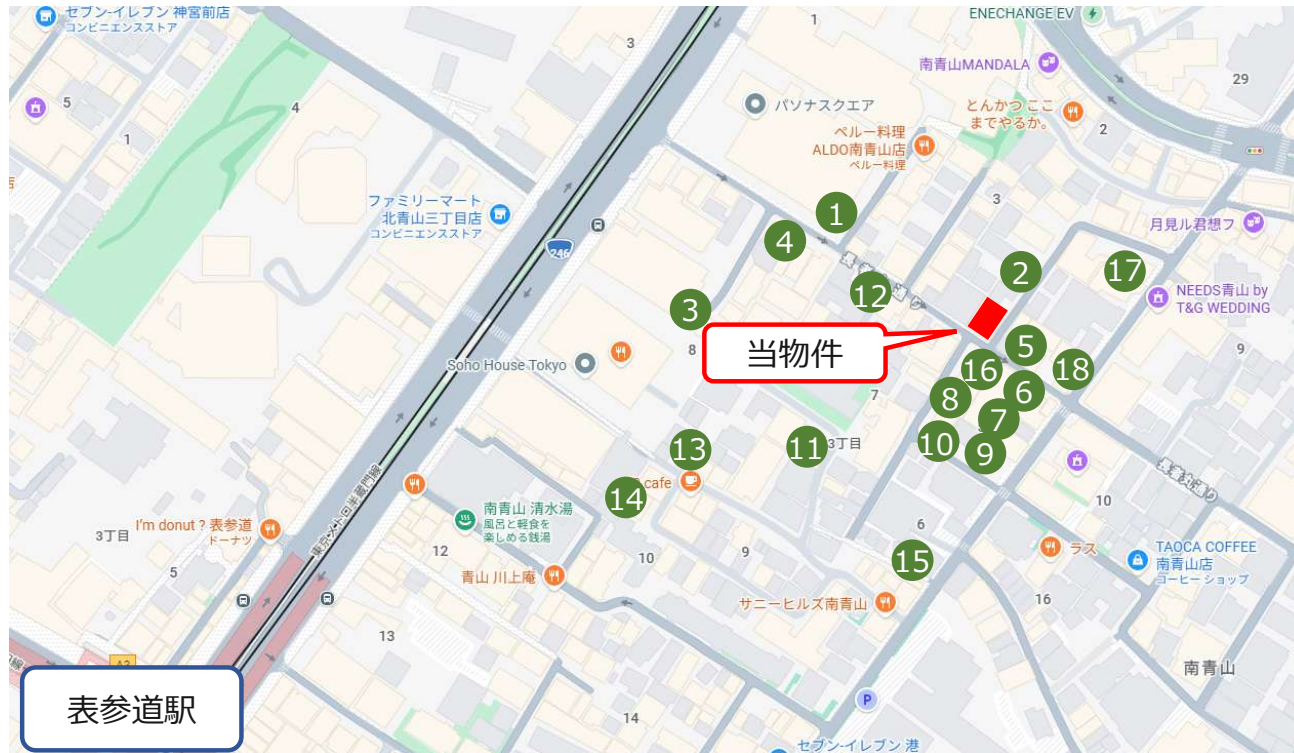 セブン-イレブン 神宮前店
コンビニエンスストア
5
1
4
3
1
ENECHANGE EV
南青山MANDALA
29
パソナスクエア
とんかつ ここ
までやるか。
2
ペルー料理
ALDO南青山店
ペルー料理
店
ファミリーマート
北青山三丁目店
コンビニエンスストア
246
3
月見ル君想フ
1
4
2
17
NEEDS青山 by
T&G WEDDING
12
3
当物件
5
8
Soho House Tokyo
16
18
9
7
8
6
7
10
9
11
3丁目
13
cafe
14
南青山 清水湯
風呂と軽食を
楽しめる銭湯
東京メトロ半蔵門線
I'm donut ? 表参道
ドーナツ
3丁目
5
12
青山 川上庵
10
9
6
15
10
ラス
TAOCA COFFEE
南青山店
コーヒー ショップ
サニーヒルズ南青山
16
13
A3
表参道駅
14
P
南青山
セブン-イレブン 港